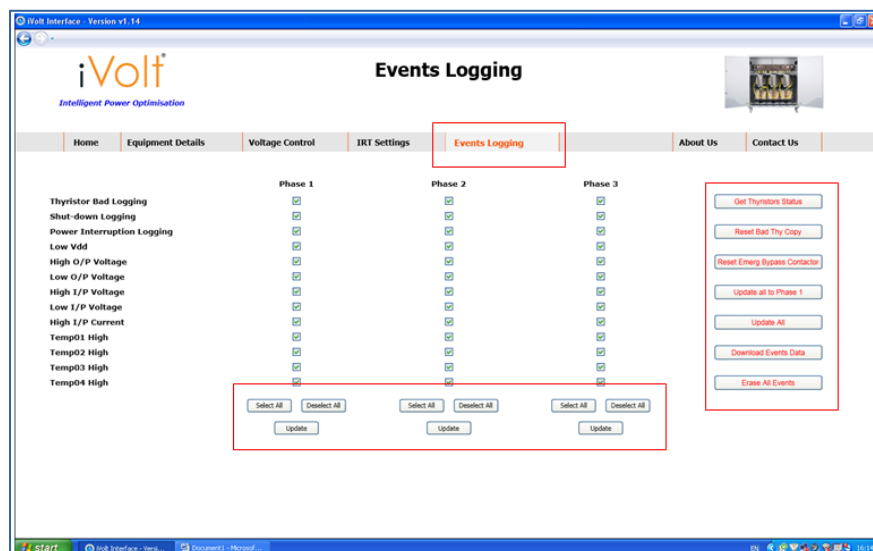 iVolt Interface - Version v1.14
iVolt®
Intelligent Power Optimisation
Events Logging
Home Equipment Details Voltage Control IRT Settings Events Logging About Us Contact Us
Phase 1 Phase 2 Phase 3
Thyristor Bad Logging
Shut-down Logging
Power Interruption Logging
Low Vdd
High O/P Voltage
Low O/P Voltage
High I/P Voltage
Low I/P Voltage
High I/P Current
Temp01 High
Temp02 High
Temp03 High
Temp04 High
Get Thyristors Status
Reset Bad Thy Copy
Reset Emerg Bypass Contactor
Update all to Phase 1
Update All
Download Events Data
Erase All Events
Select All Deselect All Select All Deselect All Select All Deselect All
Update Update Update
start iVolt Interface - Versi... Document1 - Microsof... EN 16:14